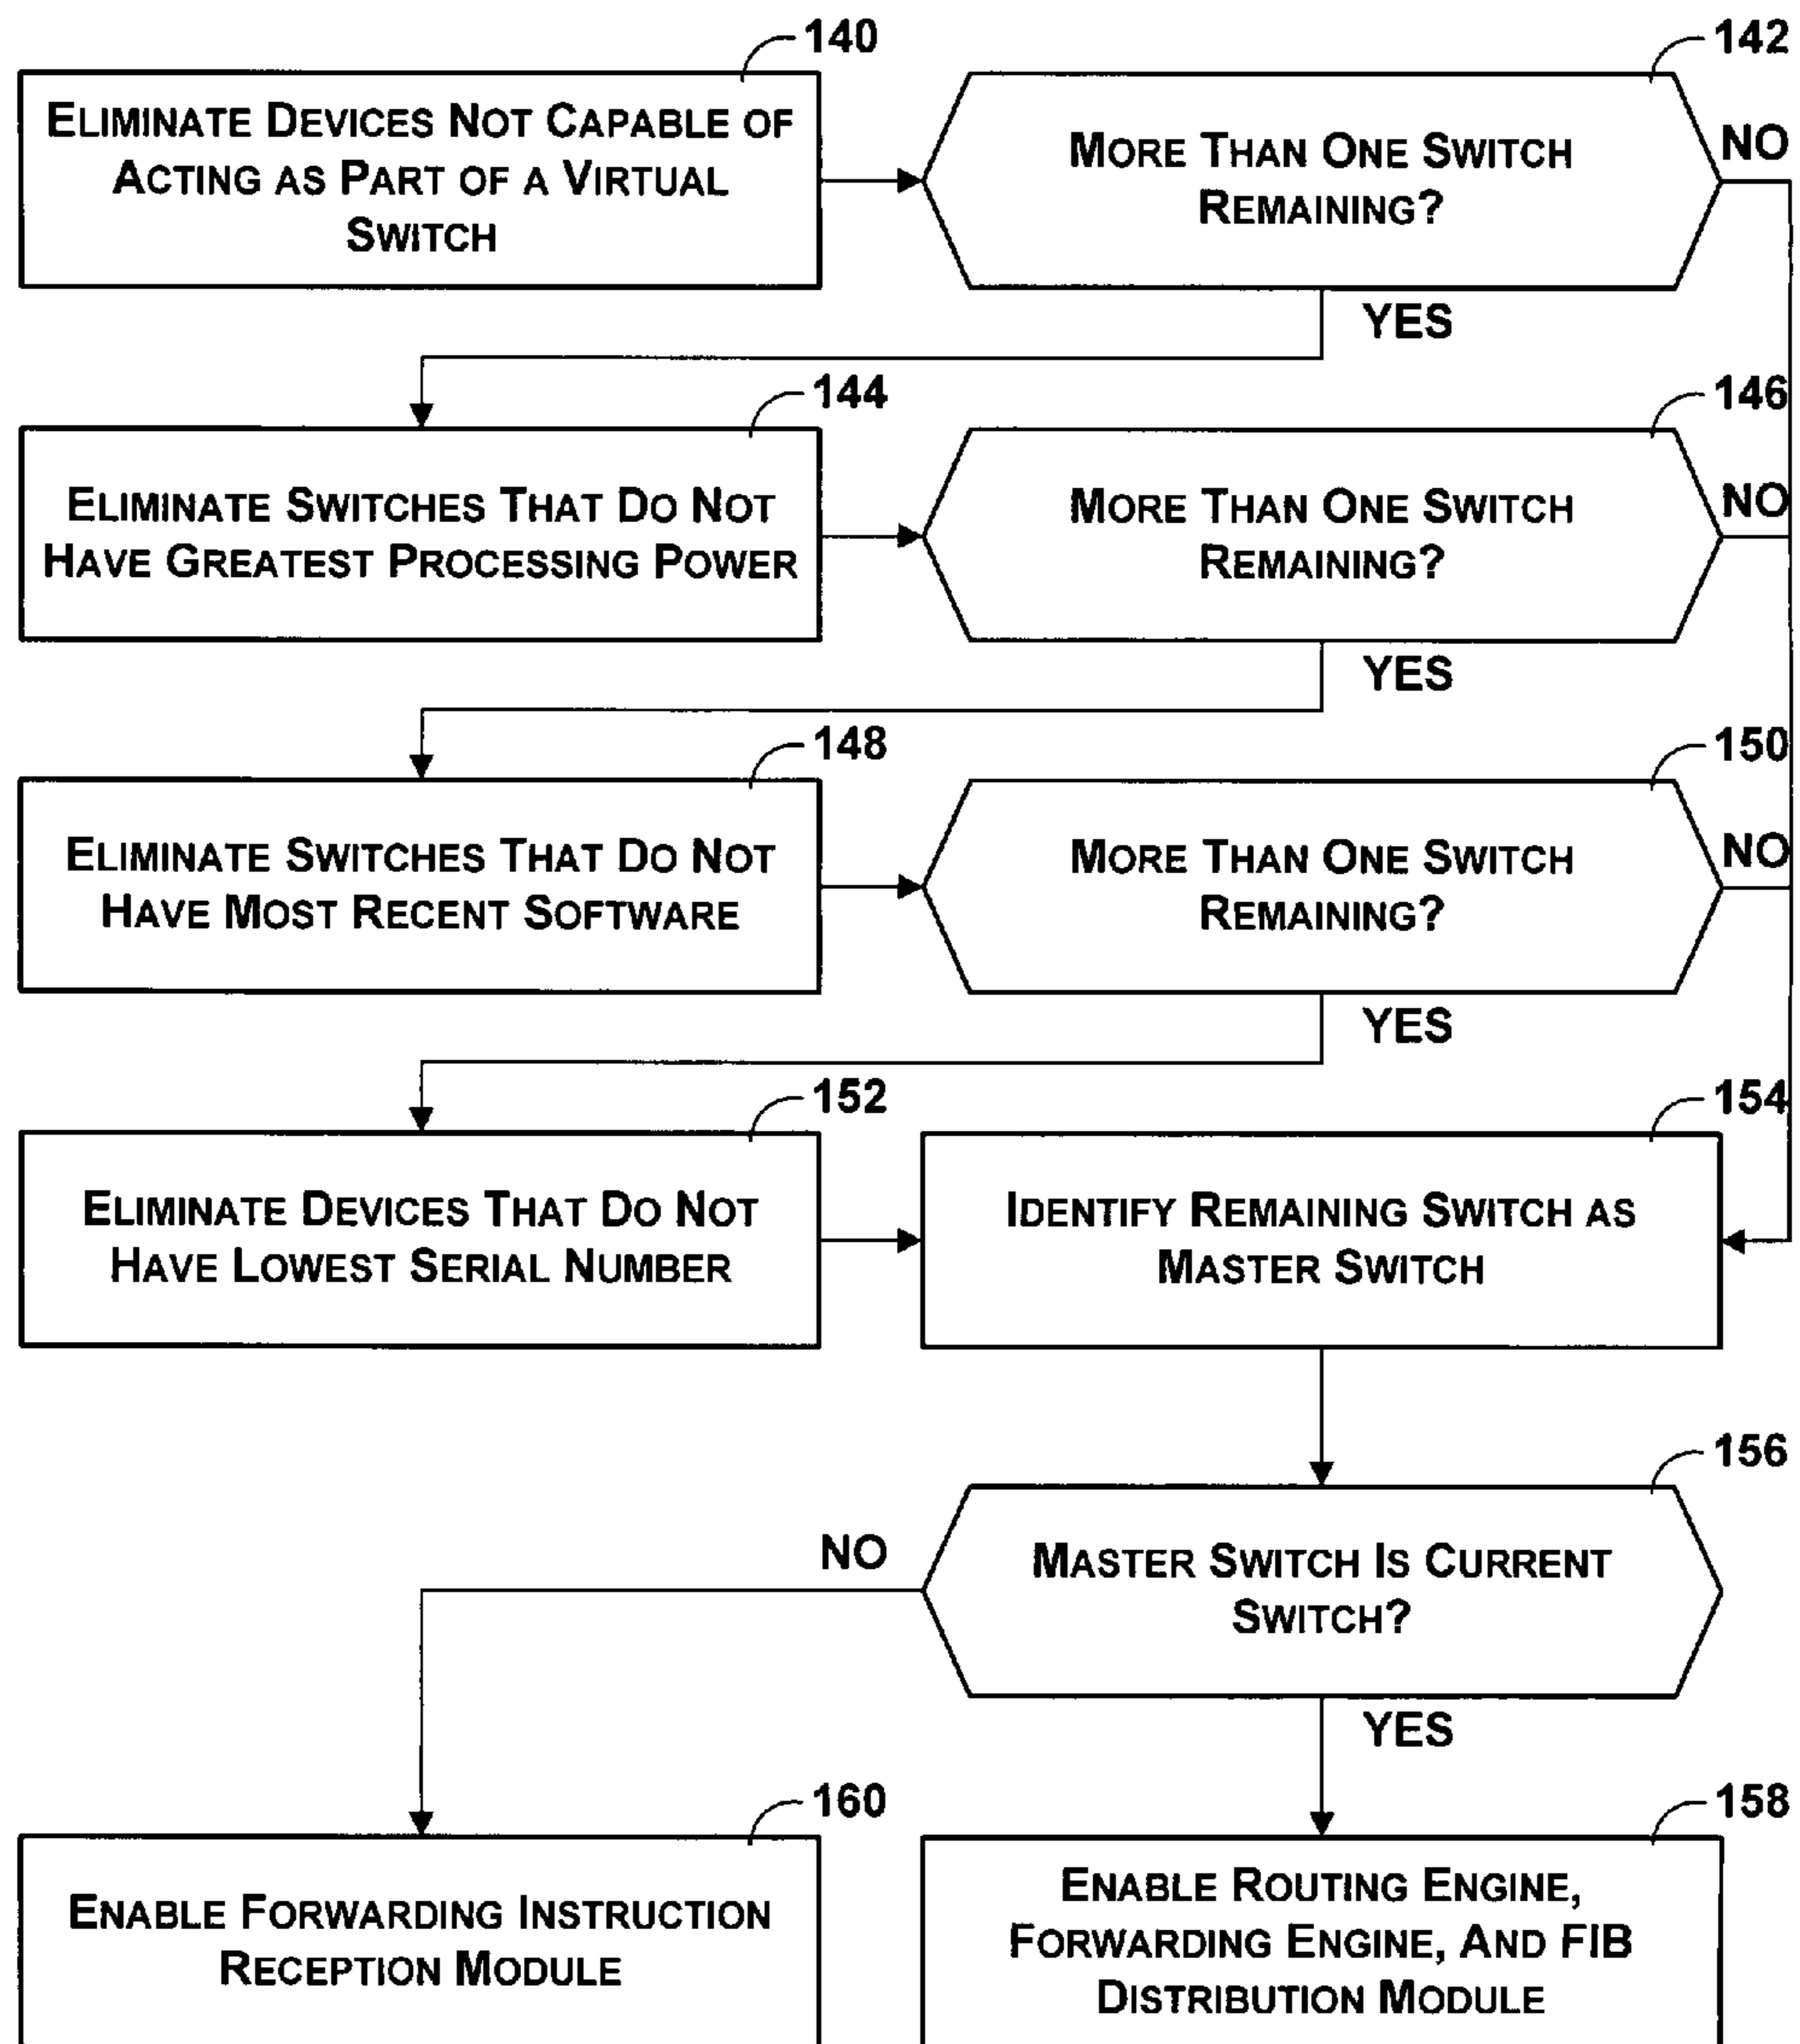 140
ELIMINATE DEVICES NOT CAPABLE OF
ACTING AS PART OF A VIRTUAL
SWITCH
142
MORE THAN ONE SWITCH
REMAINING?
NO
YES
144
ELIMINATE SWITCHES THAT DO NOT
HAVE GREATEST PROCESSING POWER
146
MORE THAN ONE SWITCH
REMAINING?
NO
YES
148
ELIMINATE SWITCHES THAT DO NOT
HAVE MOST RECENT SOFTWARE
150
MORE THAN ONE SWITCH
REMAINING?
NO
YES
152
ELIMINATE DEVICES THAT DO NOT
HAVE LOWEST SERIAL NUMBER
154
IDENTIFY REMAINING SWITCH AS
MASTER SWITCH
156
MASTER SWITCH IS CURRENT
SWITCH?
NO
YES
160
ENABLE FORWARDING INSTRUCTION
RECEPTION MODULE
158
ENABLE ROUTING ENGINE,
FORWARDING ENGINE, AND FIB
DISTRIBUTION MODULE